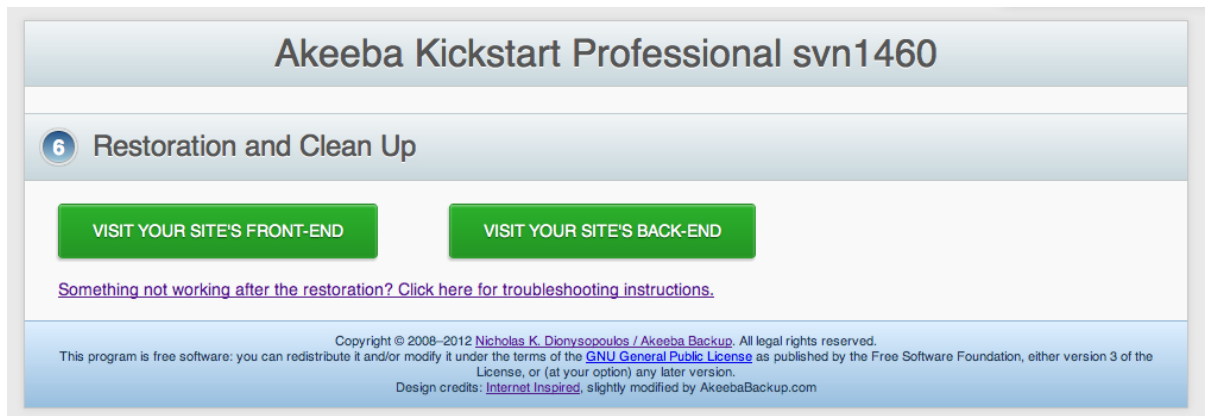 Akeeba Kickstart Professional svn1460
6 Restoration and Clean Up
VISIT YOUR SITE'S FRONT-END VISIT YOUR SITE'S BACK-END
Something not working after the restoration? Click here for troubleshooting instructions.
Copyright © 2008–2012 Nicholas K. Dionysopoulos / Akeeba Backup. All legal rights reserved.
This program is free software: you can redistribute it and/or modify it under the terms of the GNU General Public License as published by the Free Software Foundation, either version 3 of the
License, or (at your option) any later version.
Design credits: Internet Inspired, slightly modified by AkeebaBackup.com